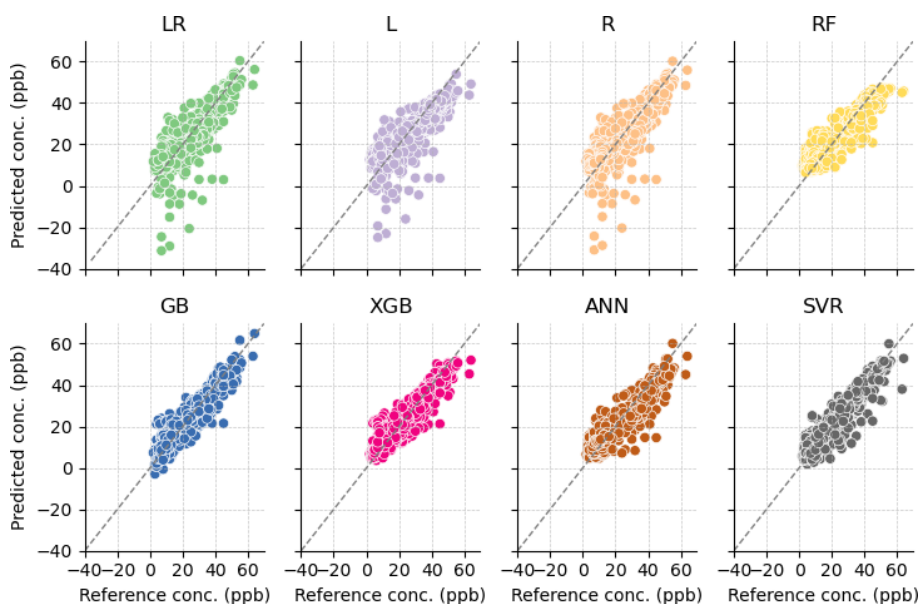 LR L R RF
Predicted conc. (ppb)
60
40
20
0
−20
−40
GB XGB ANN SVR
Predicted conc. (ppb)
60
40
20
0
−20
−40
−40 −20 0 20 40 60 −40 −20 0 20 40 60 −40 −20 0 20 40 60 −40 −20 0 20 40 60
Reference conc. (ppb) Reference conc. (ppb) Reference conc. (ppb) Reference conc. (ppb)